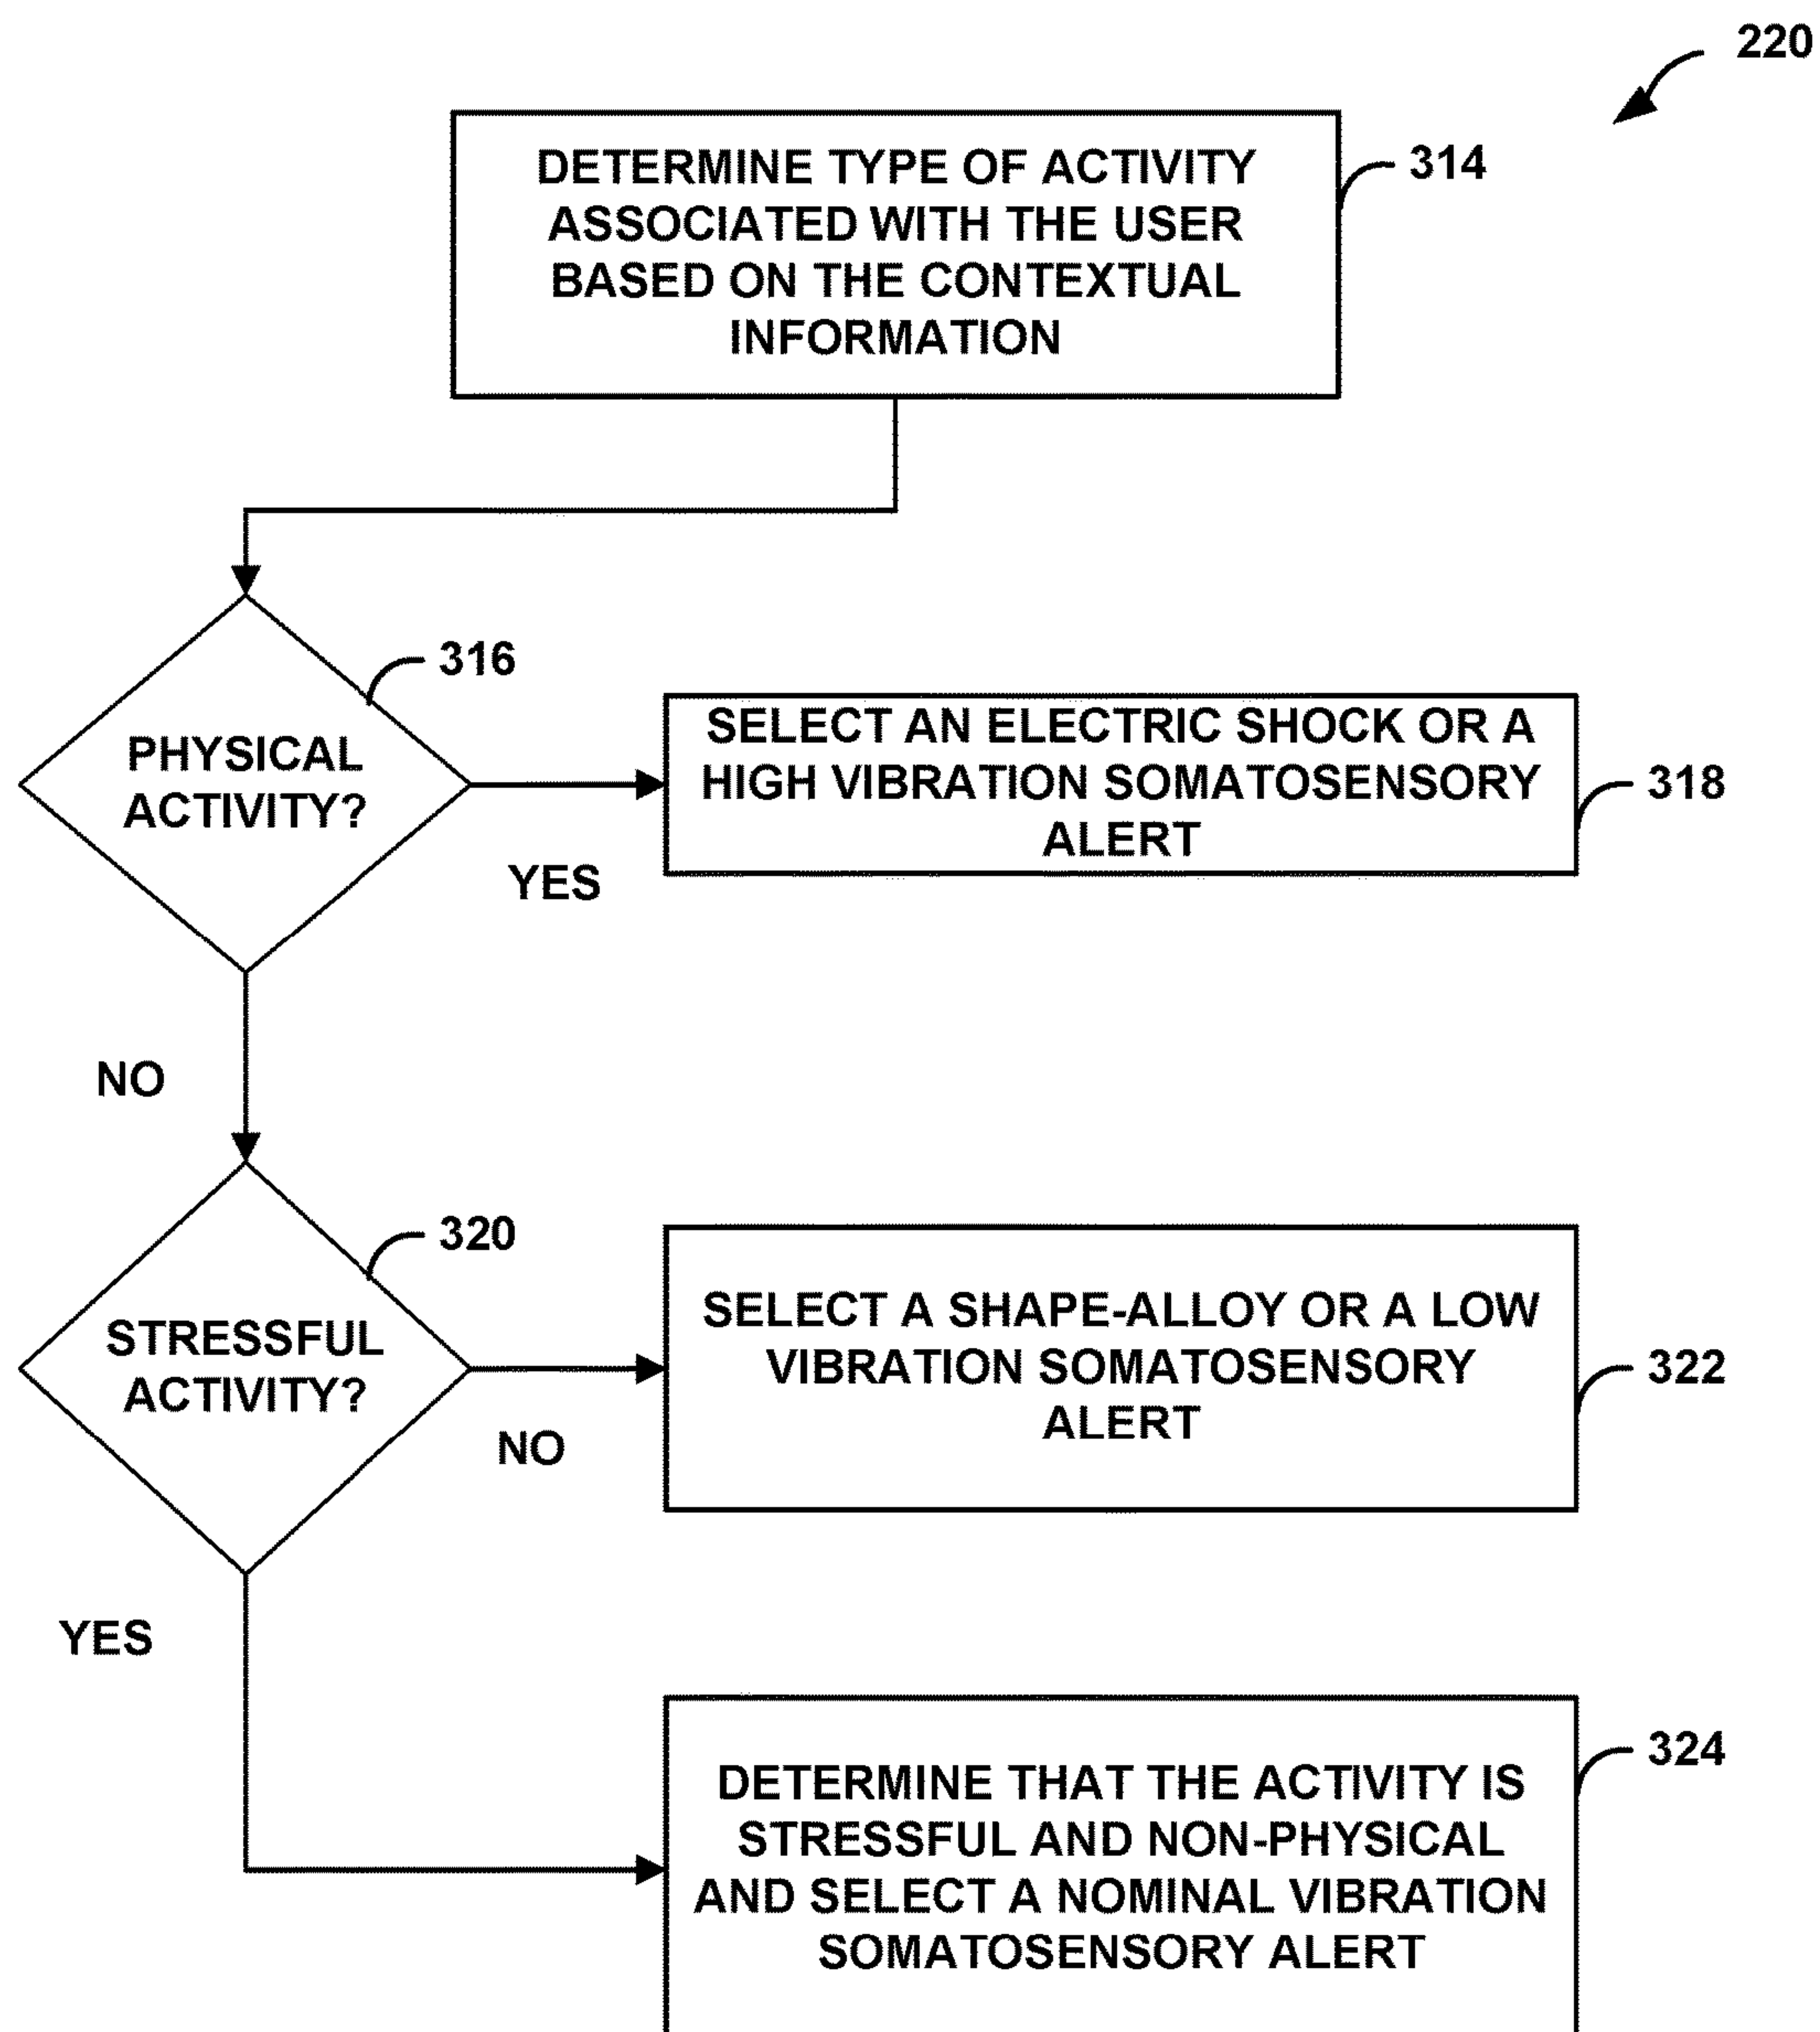 220
DETERMINE TYPE OF ACTIVITY
ASSOCIATED WITH THE USER
BASED ON THE CONTEXTUAL
INFORMATION
314
316
PHYSICAL
ACTIVITY?
YES
SELECT AN ELECTRIC SHOCK OR A
HIGH VIBRATION SOMATOSENSORY
ALERT
318
NO
320
STRESSFUL
ACTIVITY?
NO
SELECT A SHAPE-ALLOY OR A LOW
VIBRATION SOMATOSENSORY
ALERT
322
YES
324
DETERMINE THAT THE ACTIVITY IS
STRESSFUL AND NON-PHYSICAL
AND SELECT A NOMINAL VIBRATION
SOMATOSENSORY ALERT